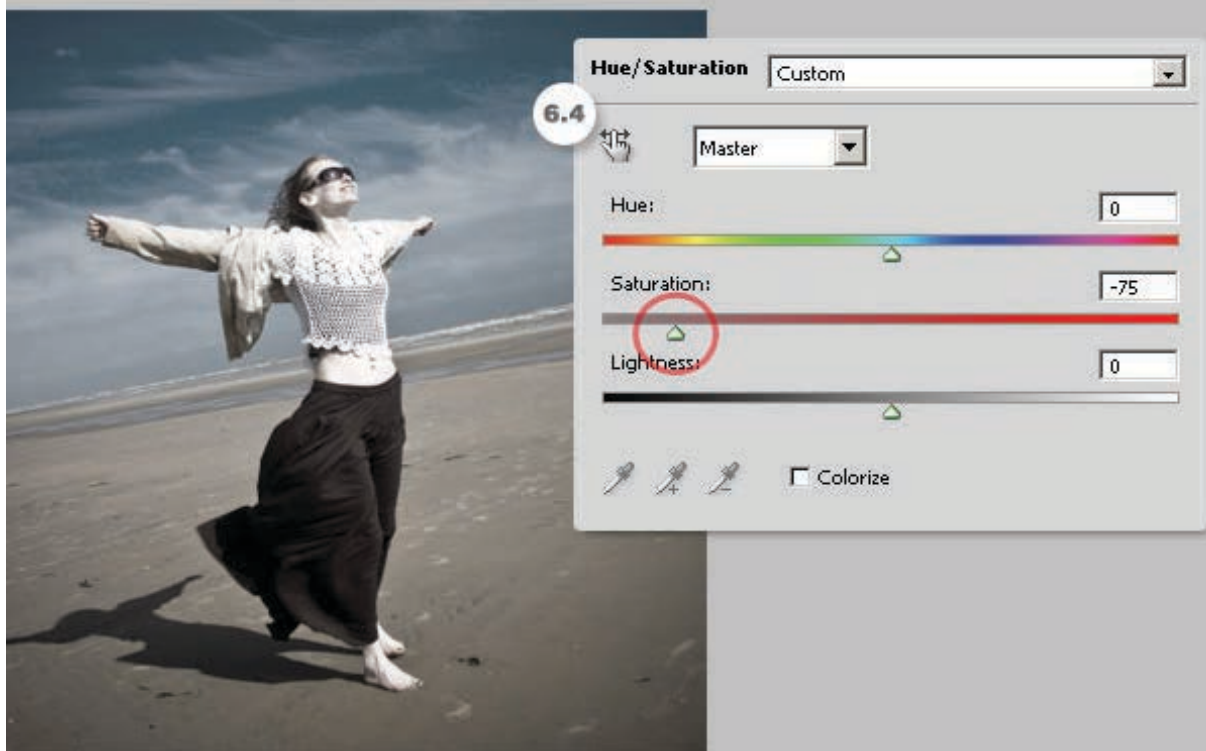 Hue/Saturation Custom
6.4
Master
Hue: 0
Saturation: -75
Lightness: 0
Colorize